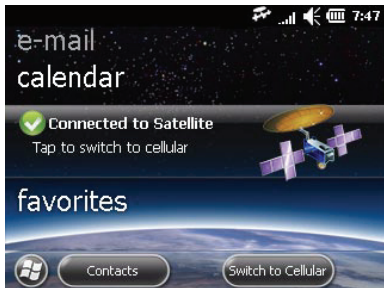 7:47
e-mail
calendar
Connected to Satellite
Tap to switch to cellular
favorites
Contacts
Switch to Cellular